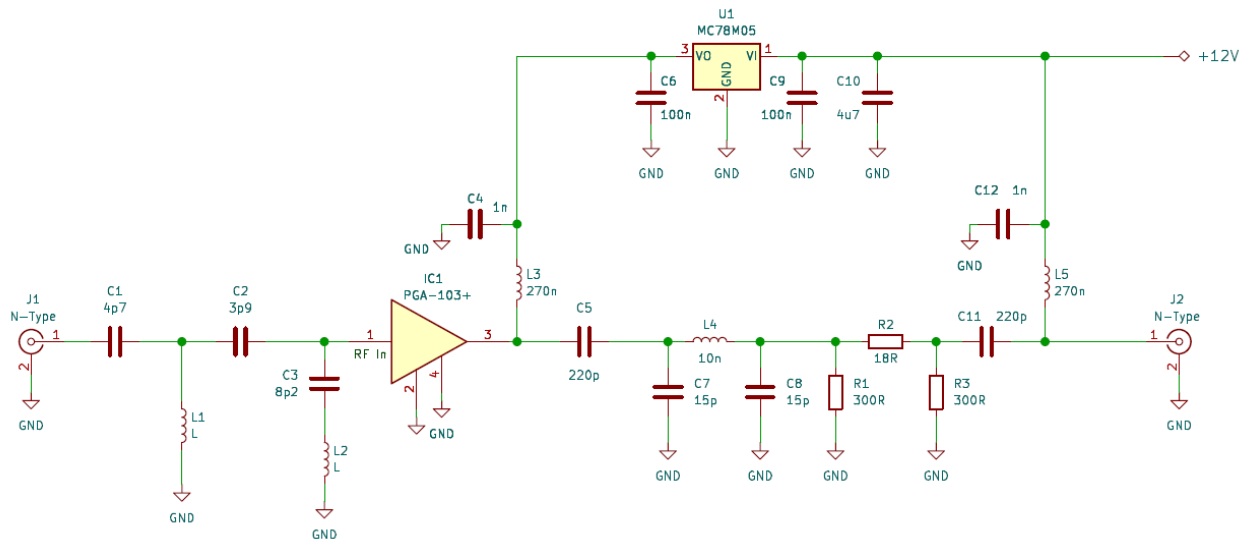 U1
MC78M05
3
VO
VI
1
GND
2
C6
100n
GND
GND
C9
100n
GND
C10
4u7
GND
+12V
C4
1n
GND
C12
1n
GND
L3
270n
L5
270n
J1
N-Type
1
2
GND
C1
4p7
L1
L
GND
C2
3p9
C3
8p2
L2
L
GND
IC1
PGA-103+
1
RF In
3
2
4
GND
C5
220p
L4
10n
C7
15p
GND
C8
15p
GND
R1
300R
GND
R2
18R
R3
300R
GND
C11
220p
J2
N-Type
1
2
GND